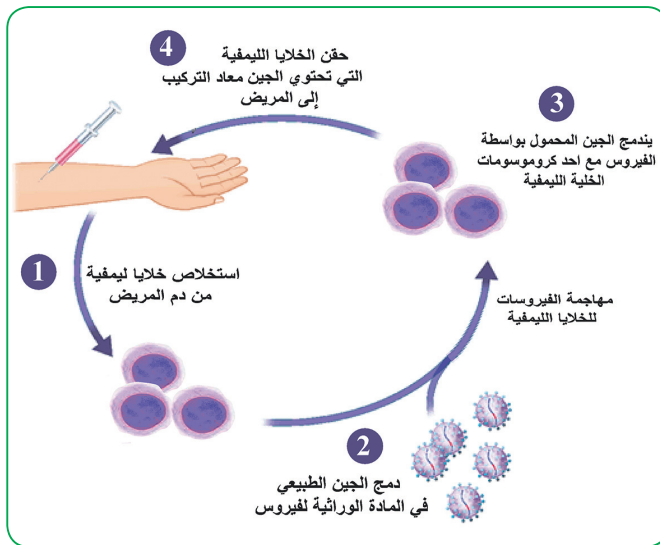 4
حقن الخلايا الليمفية
التي تحتوي الجين معاد التركيب
إلى المريض
3
يندمج الجين المحمول بواسطة
الفيروس مع احد كروموسومات
الخلية الليمفية
1
استخلاص خلايا ليمفية
من دم المريض
مهاجمة الفيروسات
للخلايا الليمفية
2
دمج الجين الطبيعي
في المادة الوراثية لفيروس